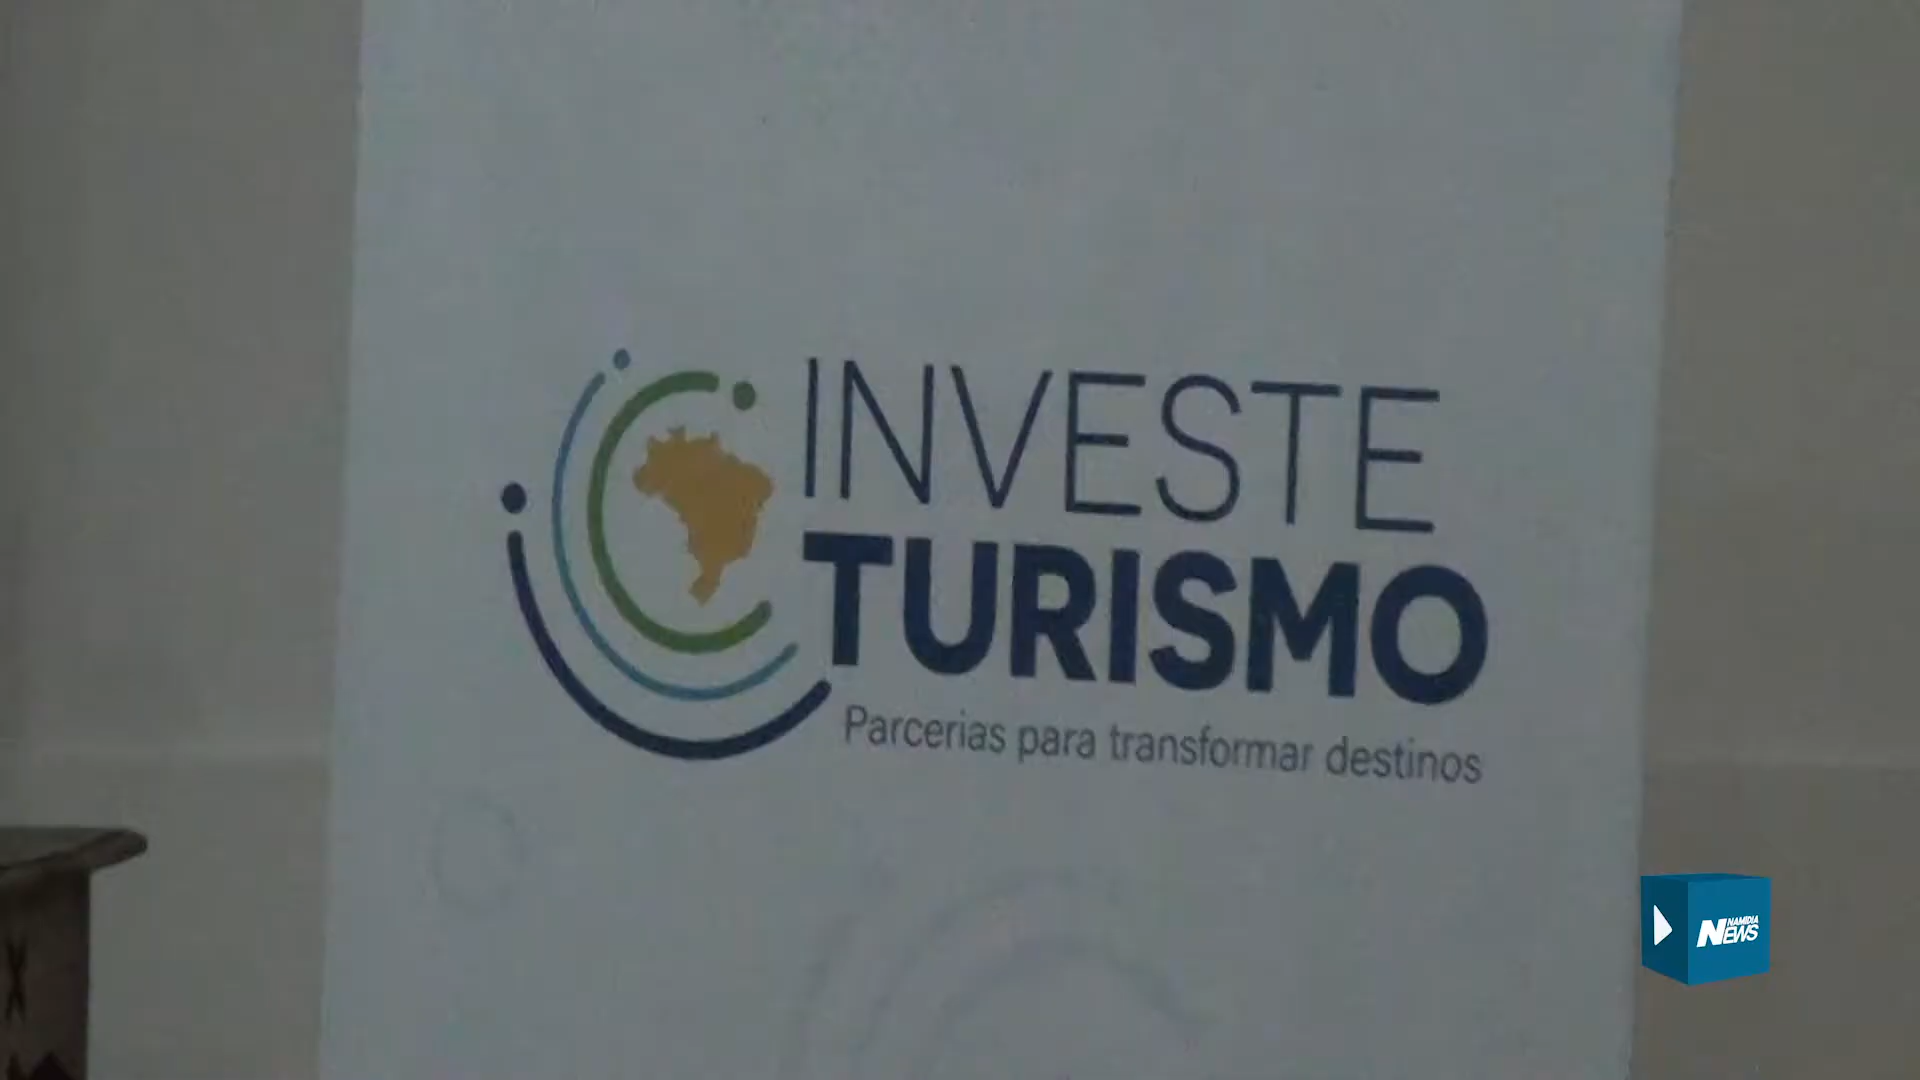 INVESTE
TURISMO
Parcerias para transformar destinos
NAMIDIA
NEWS